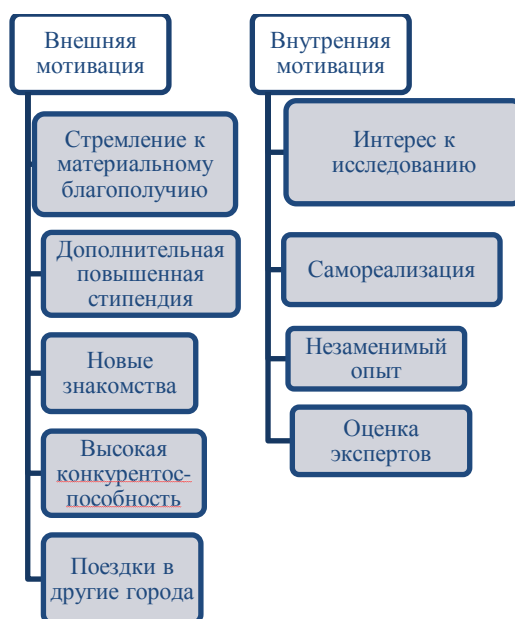 Внешняя
мотивация
Стремление к
материальному
благополучию
Дополнительная
повышенная
стипендия
Новые
знакомства
Высокая
конкурентос-
пособность
Поездки в
другие города
Внутренняя
мотивация
Интерес к
исследованию
Самореализация
Незаменимый
опыт
Оценка
экспертов